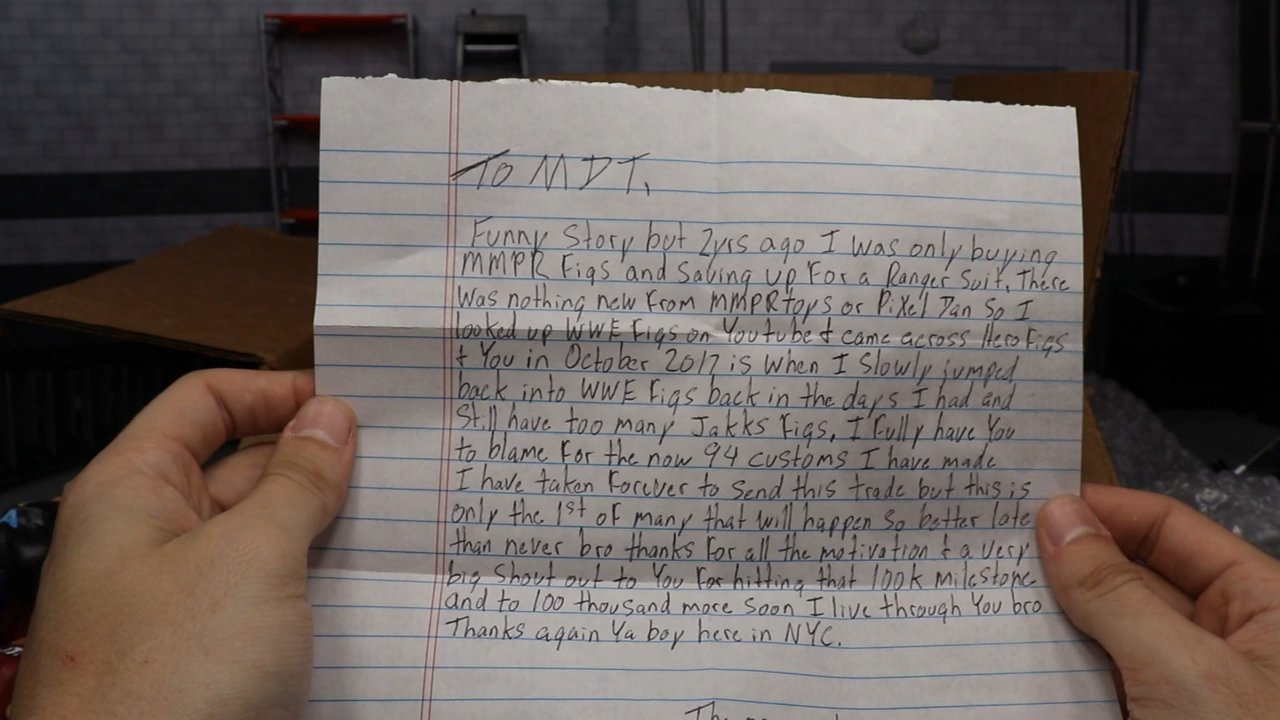 To MDT,
Funny Story but 2yrs ago I was only buying
MMPR Figs and Saving up For a Ranger Suit. There
was nothing new From MMPRtoys or Pixel Dan So I
looked up WWE Figs on Youtube & came across Hero Figs
& You in October 2017 is when I Slowly jumped
back into WWE Figs back in the days I had and
Still have too many Jakks Figs. I Fully have You
to blame For the now 94 customs I have made
I have taken Forever to Send this trade but this is
only the 1st of many that will happen So better late
than never bro thanks For all the motivation & a very
big Shout out to You For hitting that 100K milestone
and to 100 thousand more Soon I live through You bro
Thanks again Ya boy here in NYC.